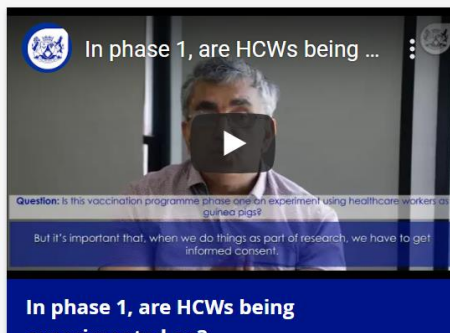 In phase 1, are HCWs being ...
Question: Is this vaccination programme phase one an experiment using healthcare workers as
guinea pigs?
But it's important that, when we do things as part of research, we have to get
informed consent.
In phase 1, are HCWs being